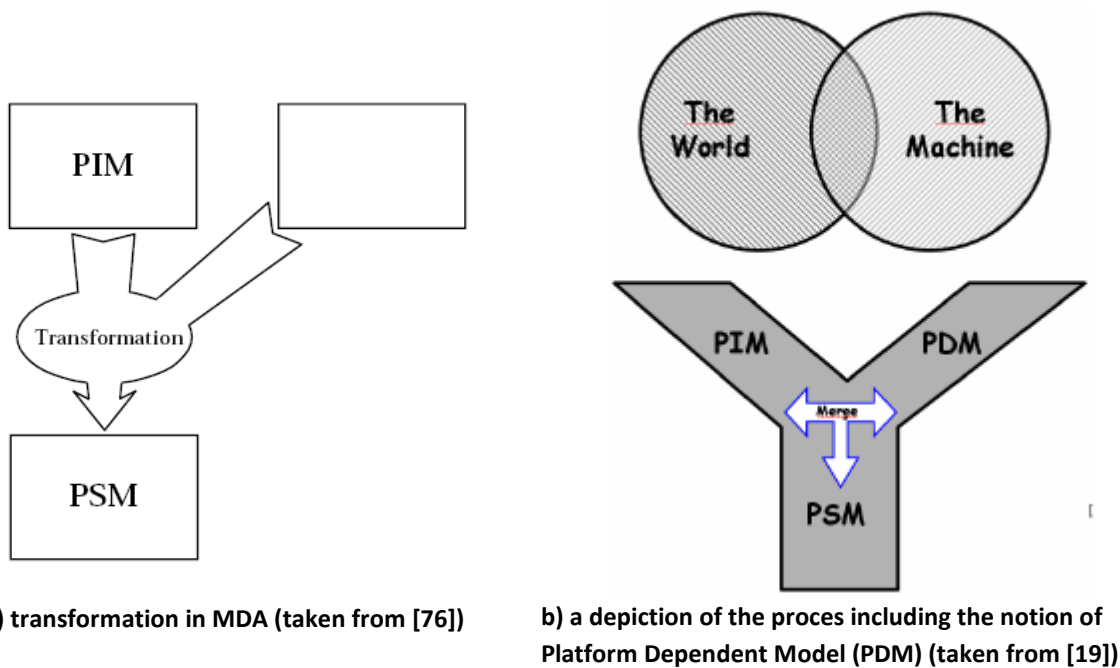 PIM
Transformation
PSM
) transformation in MDA (taken from [76])
The
World
The
Machine
PIM
PDM
Merge
PSM
b) a depiction of the proces including the notion of
Platform Dependent Model (PDM) (taken from [19])